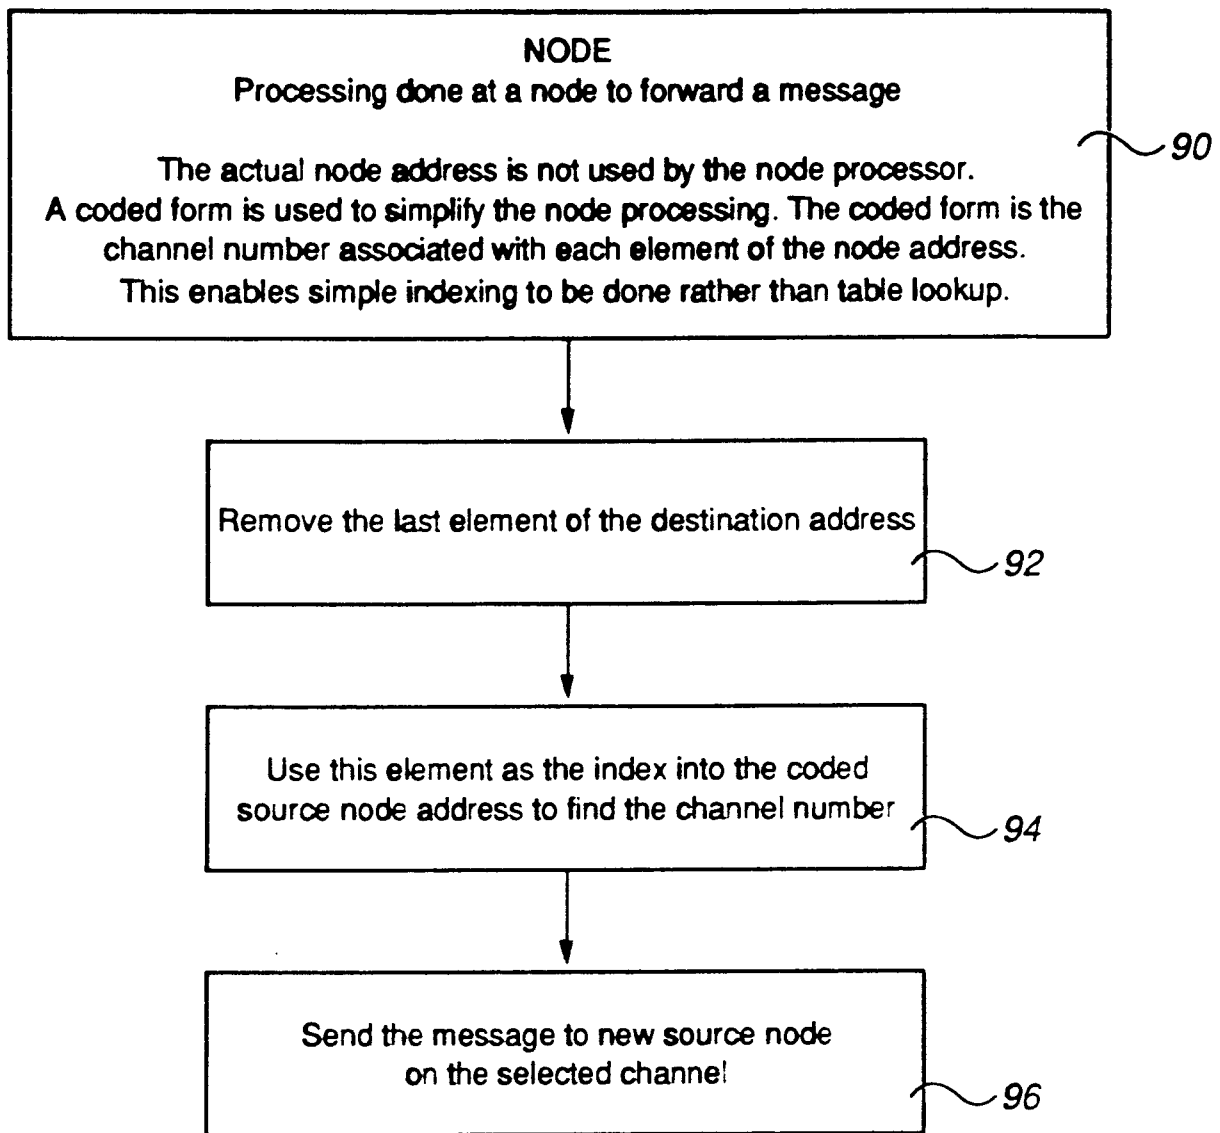 NODE
Processing done at a node to forward a message
The actual node address is not used by the node processor.
A coded form is used to simplify the node processing. The coded form is the
channel number associated with each element of the node address.
This enables simple indexing to be done rather than table lookup.
90
Remove the last element of the destination address
92
Use this element as the index into the coded
source node address to find the channel number
94
Send the message to new source node
on the selected channel
96